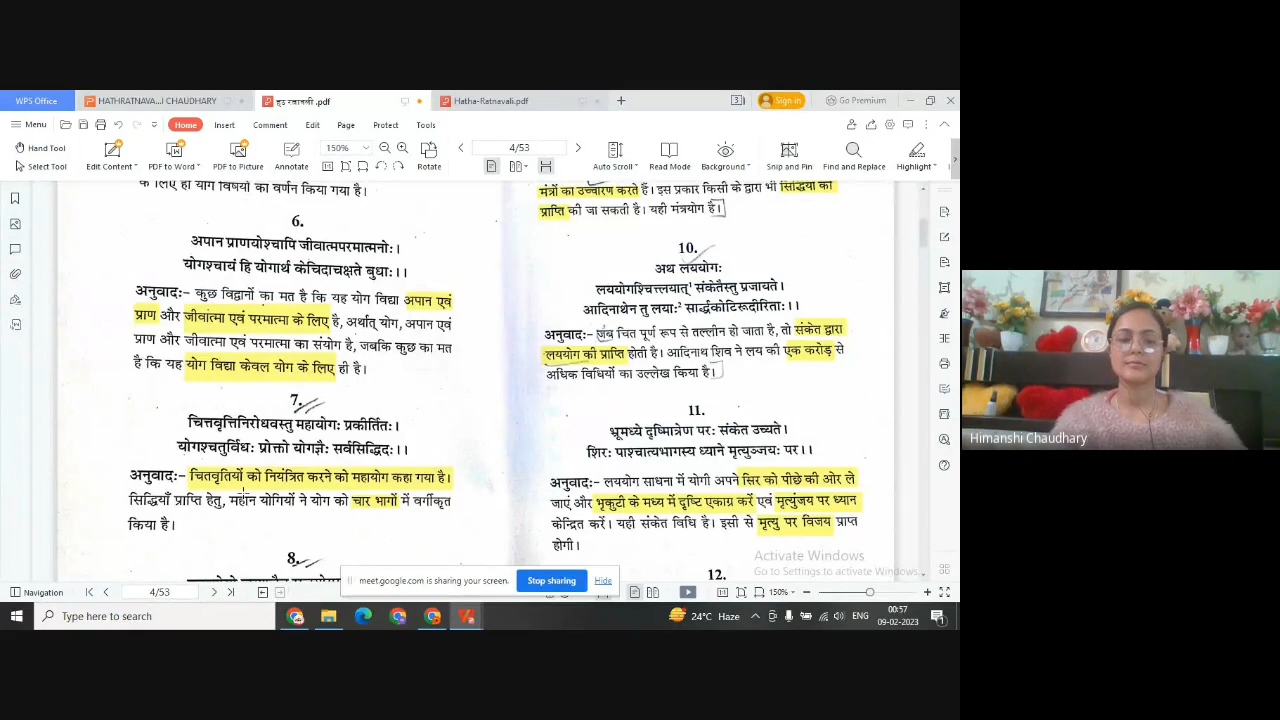 WPS Office
HATHRATNAVA...I CHAUDHARY
हठ रत्नावली .pdf
Hatha-Ratnavali.pdf
Sign in
Go Premium
Menu
Home
Insert
Comment
Edit
Page
Protect
Tools
Hand Tool
Select Tool
Edit Content
PDF to Word
PDF to Picture
Annotate
150%
Rotate
4/53
Auto Scroll
Read Mode
Background
Snip and Pin
Find and Replace
Highlight
के लिए ही योग विषयों का वर्णन किया गया है।
6.
अपान प्राणयोश्चापि जीवात्मपरमात्मनोः।
योगश्चायं हि योगार्थ केचिदाचक्षते बुधाः।।
अनुवादः- कुछ विद्वानों का मत है कि यह योग विद्या अपान एवं
प्राण और जीवात्मा एवं परमात्मा के लिए है, अर्थात् योग, अपान एवं
प्राण और जीवात्मा एवं परमात्मा का संयोग है, जबकि कुछ का मत
है कि यह योग विद्या केवल योग के लिए ही है।
7.
चित्तवृत्तिनिरोधवस्तु महायोगः प्रकीर्तितः।
योगश्चतुर्विधः प्रोक्तो योगज्ञैः सर्वसिद्धिदः।।
अनुवादः- चितवृतियों को नियंत्रित करने को महायोग कहा गया है।
सिद्धियाँ प्राप्ति हेतु, महान योगियों ने योग को चार भागों में वर्गीकृत
किया है।
8.
मंत्रों का उच्चारण करते हैं। इस प्रकार किसी के द्वारा भी सिद्धियों की
प्राप्ति की जा सकती है। यही मंत्रयोग है।
10.
अथ लययोगः
लययोगश्चित्तलयात्¹ संकेतैस्तु प्रजायते।
आदिनाथेन तु लयाः² सार्द्धकोटिरूदीरिताः।।
अनुवादः- जब चित पूर्ण रूप से तल्लीन हो जाता है, तो संकेत द्वारा
लययोग की प्राप्ति होती है। आदिनाथ शिव ने लय की एक करोड़ से
अधिक विधियों का उल्लेख किया है।
11.
भ्रूमध्ये दृष्मित्रेण परः संकेत उच्यते।
शिरः पाश्चात्यभागस्य ध्याने मृत्युञ्जयः पर।।
अनुवादः- लययोग साधना में योगी अपने सिर को पीछे की ओर ले
जाएं और भृकुटी के मध्य में दृष्टि एकाग्र करें एवं मृत्युंजय पर ध्यान
केन्द्रित करें। यही संकेत विधि है। इसी से मृत्यु पर विजय प्राप्त
होगी।
12.
Activate Windows
Go to Settings to activate Windows.
meet.google.com is sharing your screen.
Stop sharing
Hide
Navigation
4/53
150%
Type here to search
24°C Haze
ENG
00:57
09-02-2023
Himanshi Chaudhary